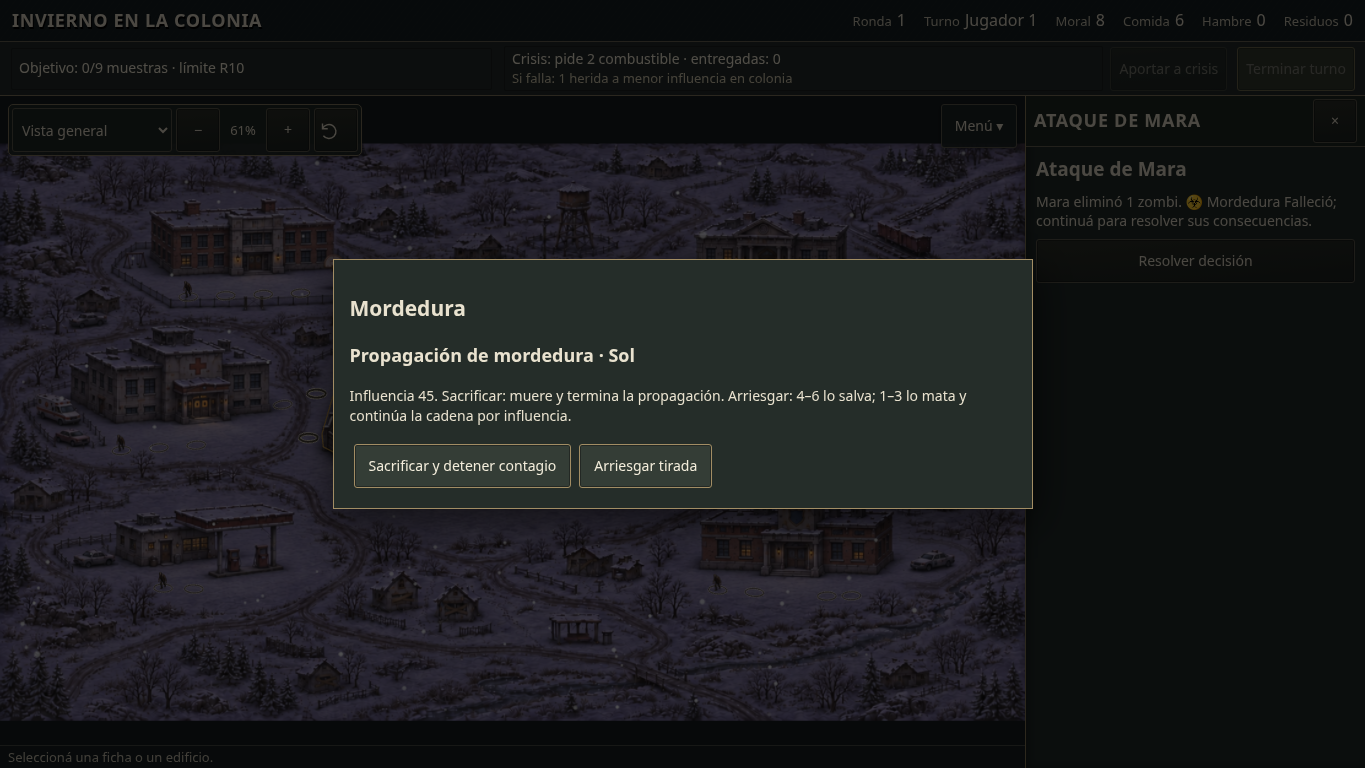 INVIERNO EN LA COLONIA
Ronda 1 Turno Jugador 1 Moral 8 Comida 6 Hambre 0 Residuos 0
Objetivo: 0/9 muestras · límite R10
Crisis: pide 2 combustible · entregadas: 0
Si falla: 1 herida a menor influencia en colonia
Aportar a crisis
Terminar turno
Vista general
−
61%
+
Menú ▾
ATAQUE DE MARA
×
Ataque de Mara
Mara eliminó 1 zombi. ☣ Mordedura Falleció;
continuá para resolver sus consecuencias.
Resolver decisión
Mordedura
Propagación de mordedura · Sol
Influencia 45. Sacrificar: muere y termina la propagación. Arriesgar: 4–6 lo salva; 1–3 lo mata y
continúa la cadena por influencia.
Sacrificar y detener contagio
Arriesgar tirada
Seleccioná una ficha o un edificio.